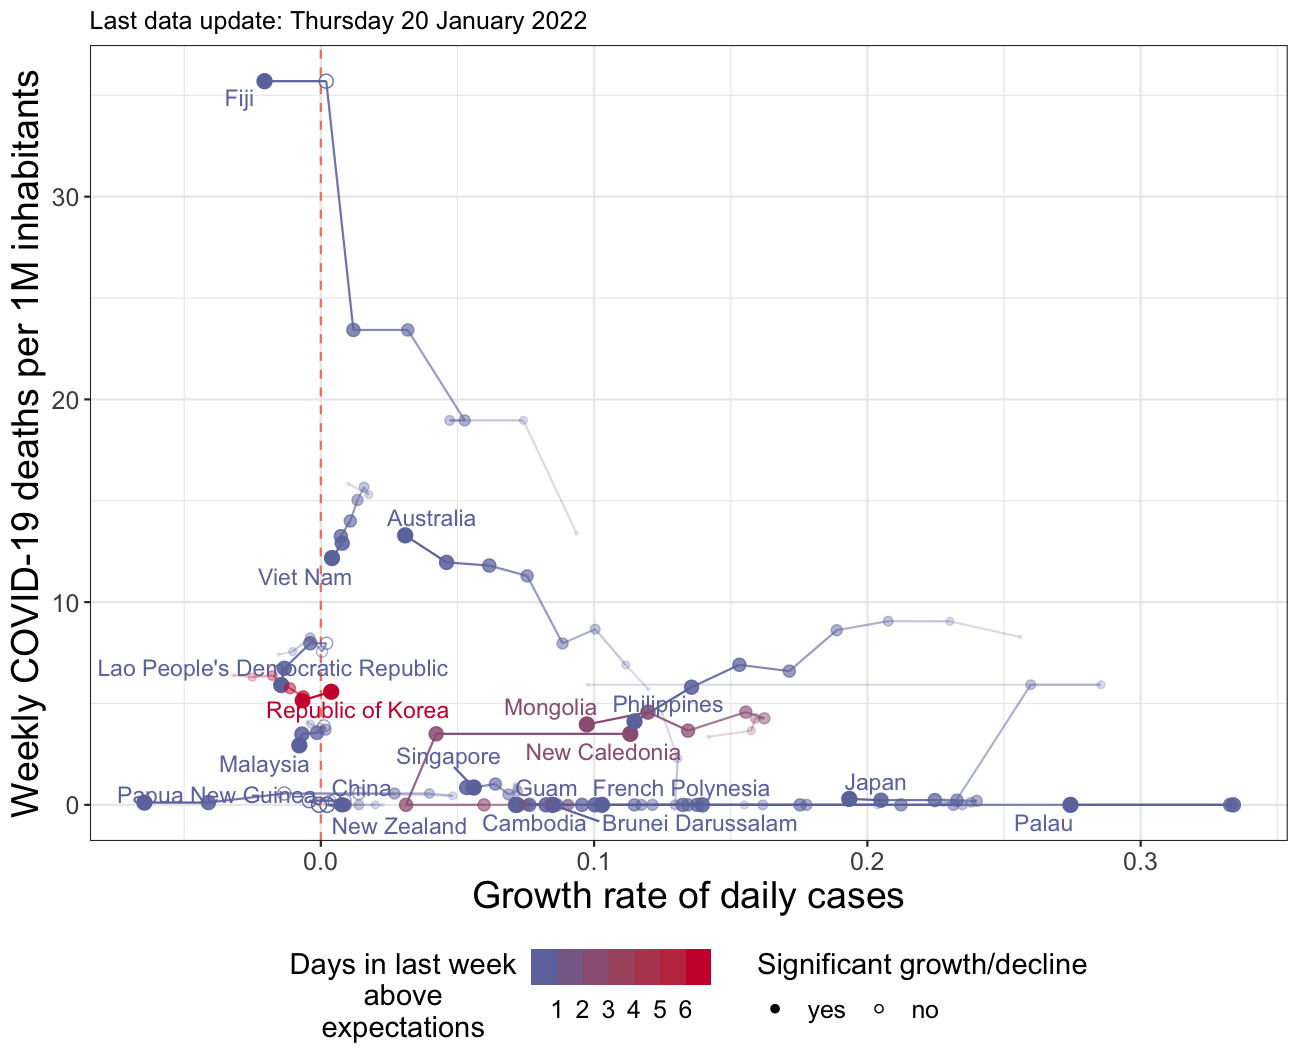 Last data update: Thursday 20 January 2022
Weekly COVID-19 deaths per 1M inhabitants
30
20
10
0
Fiji
Australia
Viet Nam
Lao People's Democratic Republic
Republic of Korea
Mongolia
Philippines
New Caledonia
Singapore
Malaysia
Papua New Guinea
China
Guam
French Polynesia
Japan
New Zealand
Cambodia
Brunei Darussalam
Palau
0.0
0.1
0.2
0.3
Growth rate of daily cases
Days in last week
above
expectations
1 2 3 4 5 6
Significant growth/decline
yes
no